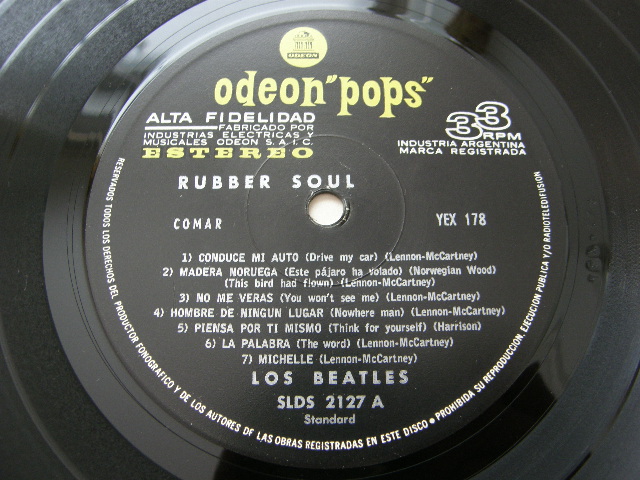 ODEON
odeon "pops"
ALTA FIDELIDAD
FABRICADO POR
INDUSTRIAS ELECTRICAS Y
MUSICALES ODEON S.A.I.C.
ESTEREO
33 RPM
INDUSTRIA ARGENTINA
MARCA REGISTRADA
RUBBER SOUL
COMAR
YEX 178
1) CONDUCE MI AUTO (Drive my car) (Lennon-McCartney)
2) MADERA NORUEGA (Este pájaro ha volado) (Norwegian Wood)
(This bird had flown) (Lennon-McCartney)
3) NO ME VERAS (You won't see me) (Lennon-McCartney)
4) HOMBRE DE NINGUN LUGAR (Nowhere man) (Lennon-McCartney)
5) PIENSA POR TI MISMO (Think for yourself) (Harrison)
6) LA PALABRA (The word) (Lennon-McCartney)
7) MICHELLE (Lennon-McCartney)
LOS BEATLES
SLDS 2127 A
Standard
RESERVADOS TODOS LOS DERECHOS DEL PRODUCTOR FONOGRAFICO Y DE LOS AUTORES DE LAS OBRAS REGISTRADAS EN ESTE DISCO • PROHIBIDA SU REPRODUCCION, EJECUCION PUBLICA Y/O RADIOTELEDIFUSION